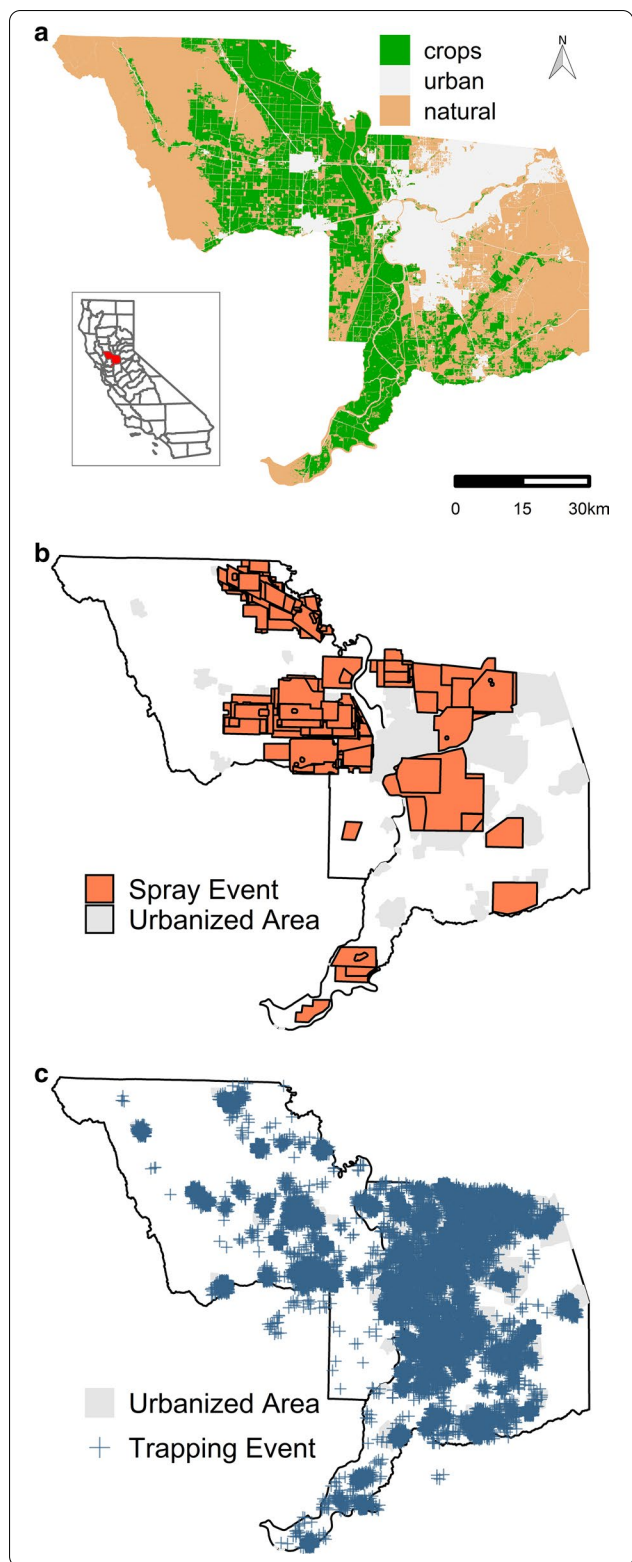 a
crops
urban
natural
N
0 15 30km
b
Spray Event
Urbanized Area
c
Urbanized Area
Trapping Event